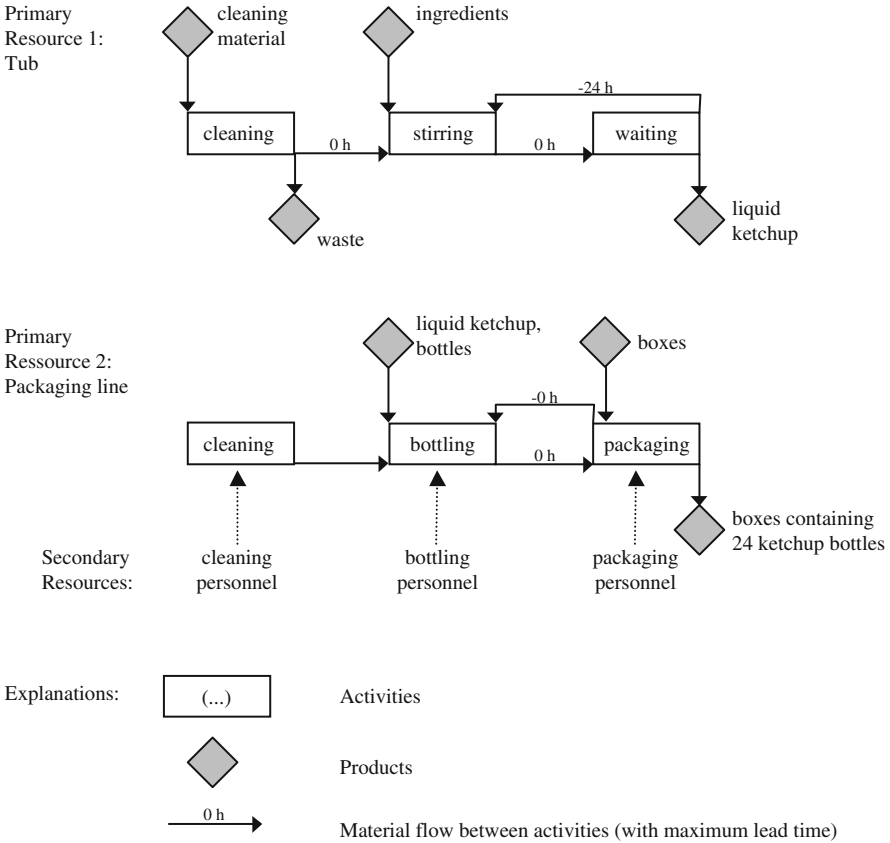 Primary
Resource 1:
Tub
cleaning
material
ingredients
-24 h
cleaning
0 h
stirring
0 h
waiting
waste
liquid
ketchup
Primary
Ressource 2:
Packaging line
liquid ketchup,
bottles
boxes
-0 h
cleaning
bottling
0 h
packaging
boxes containing
24 ketchup bottles
Secondary
Resources:
cleaning
personnel
bottling
personnel
packaging
personnel
Explanations:
(...)
Activities
Products
0 h
Material flow between activities (with maximum lead time)